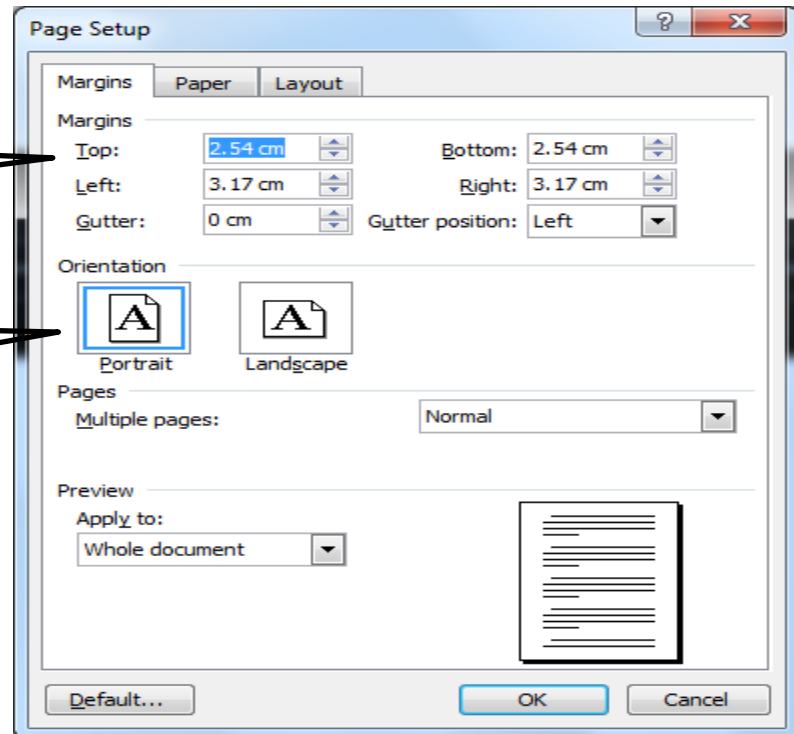 Page Setup
Margins Paper Layout
Margins
Top: 2.54 cm Bottom: 2.54 cm
Left: 3.17 cm Right: 3.17 cm
Gutter: 0 cm Gutter position: Left
Orientation
A A
Portrait Landscape
Pages
Multiple pages: Normal
Preview
Apply to:
Whole document
Default... OK Cancel